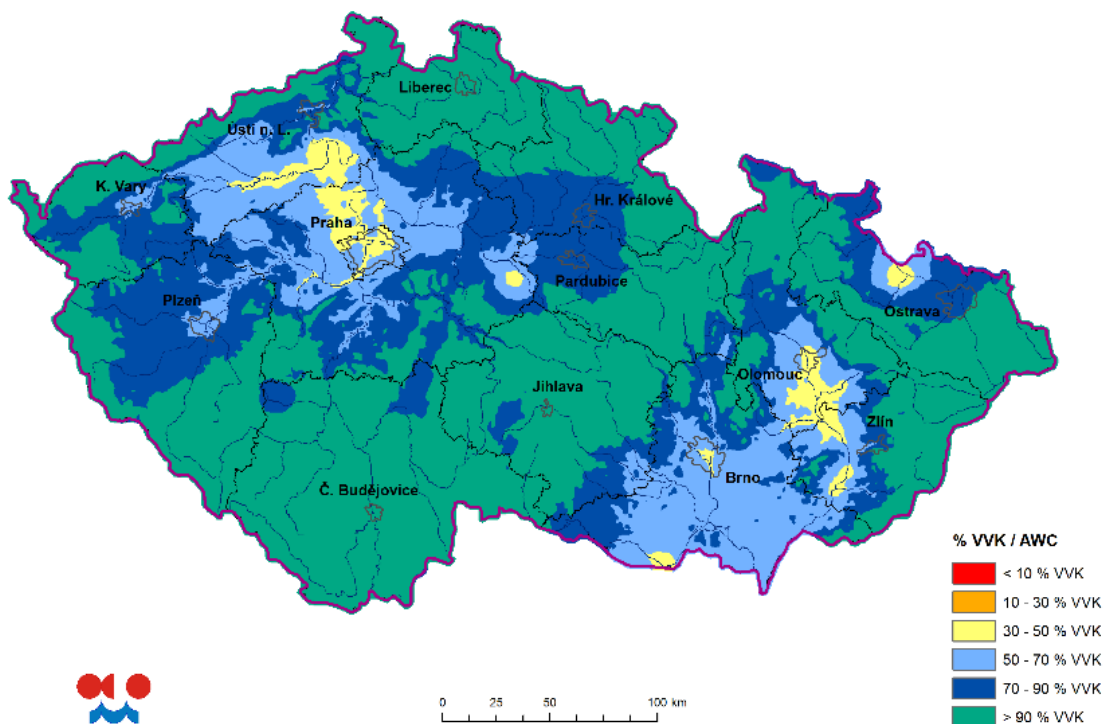 Liberec
Ústí n. L.
K. Vary
Hr. Králové
Praha
Pardubice
Plzeň
Ostrava
Olomouc
Jihlava
Zlín
Brno
Č. Budějovice
% VVK / AWC
< 10 % VVK
10 - 30 % VVK
30 - 50 % VVK
50 - 70 % VVK
70 - 90 % VVK
> 90 % VVK
0 25 50 100 km